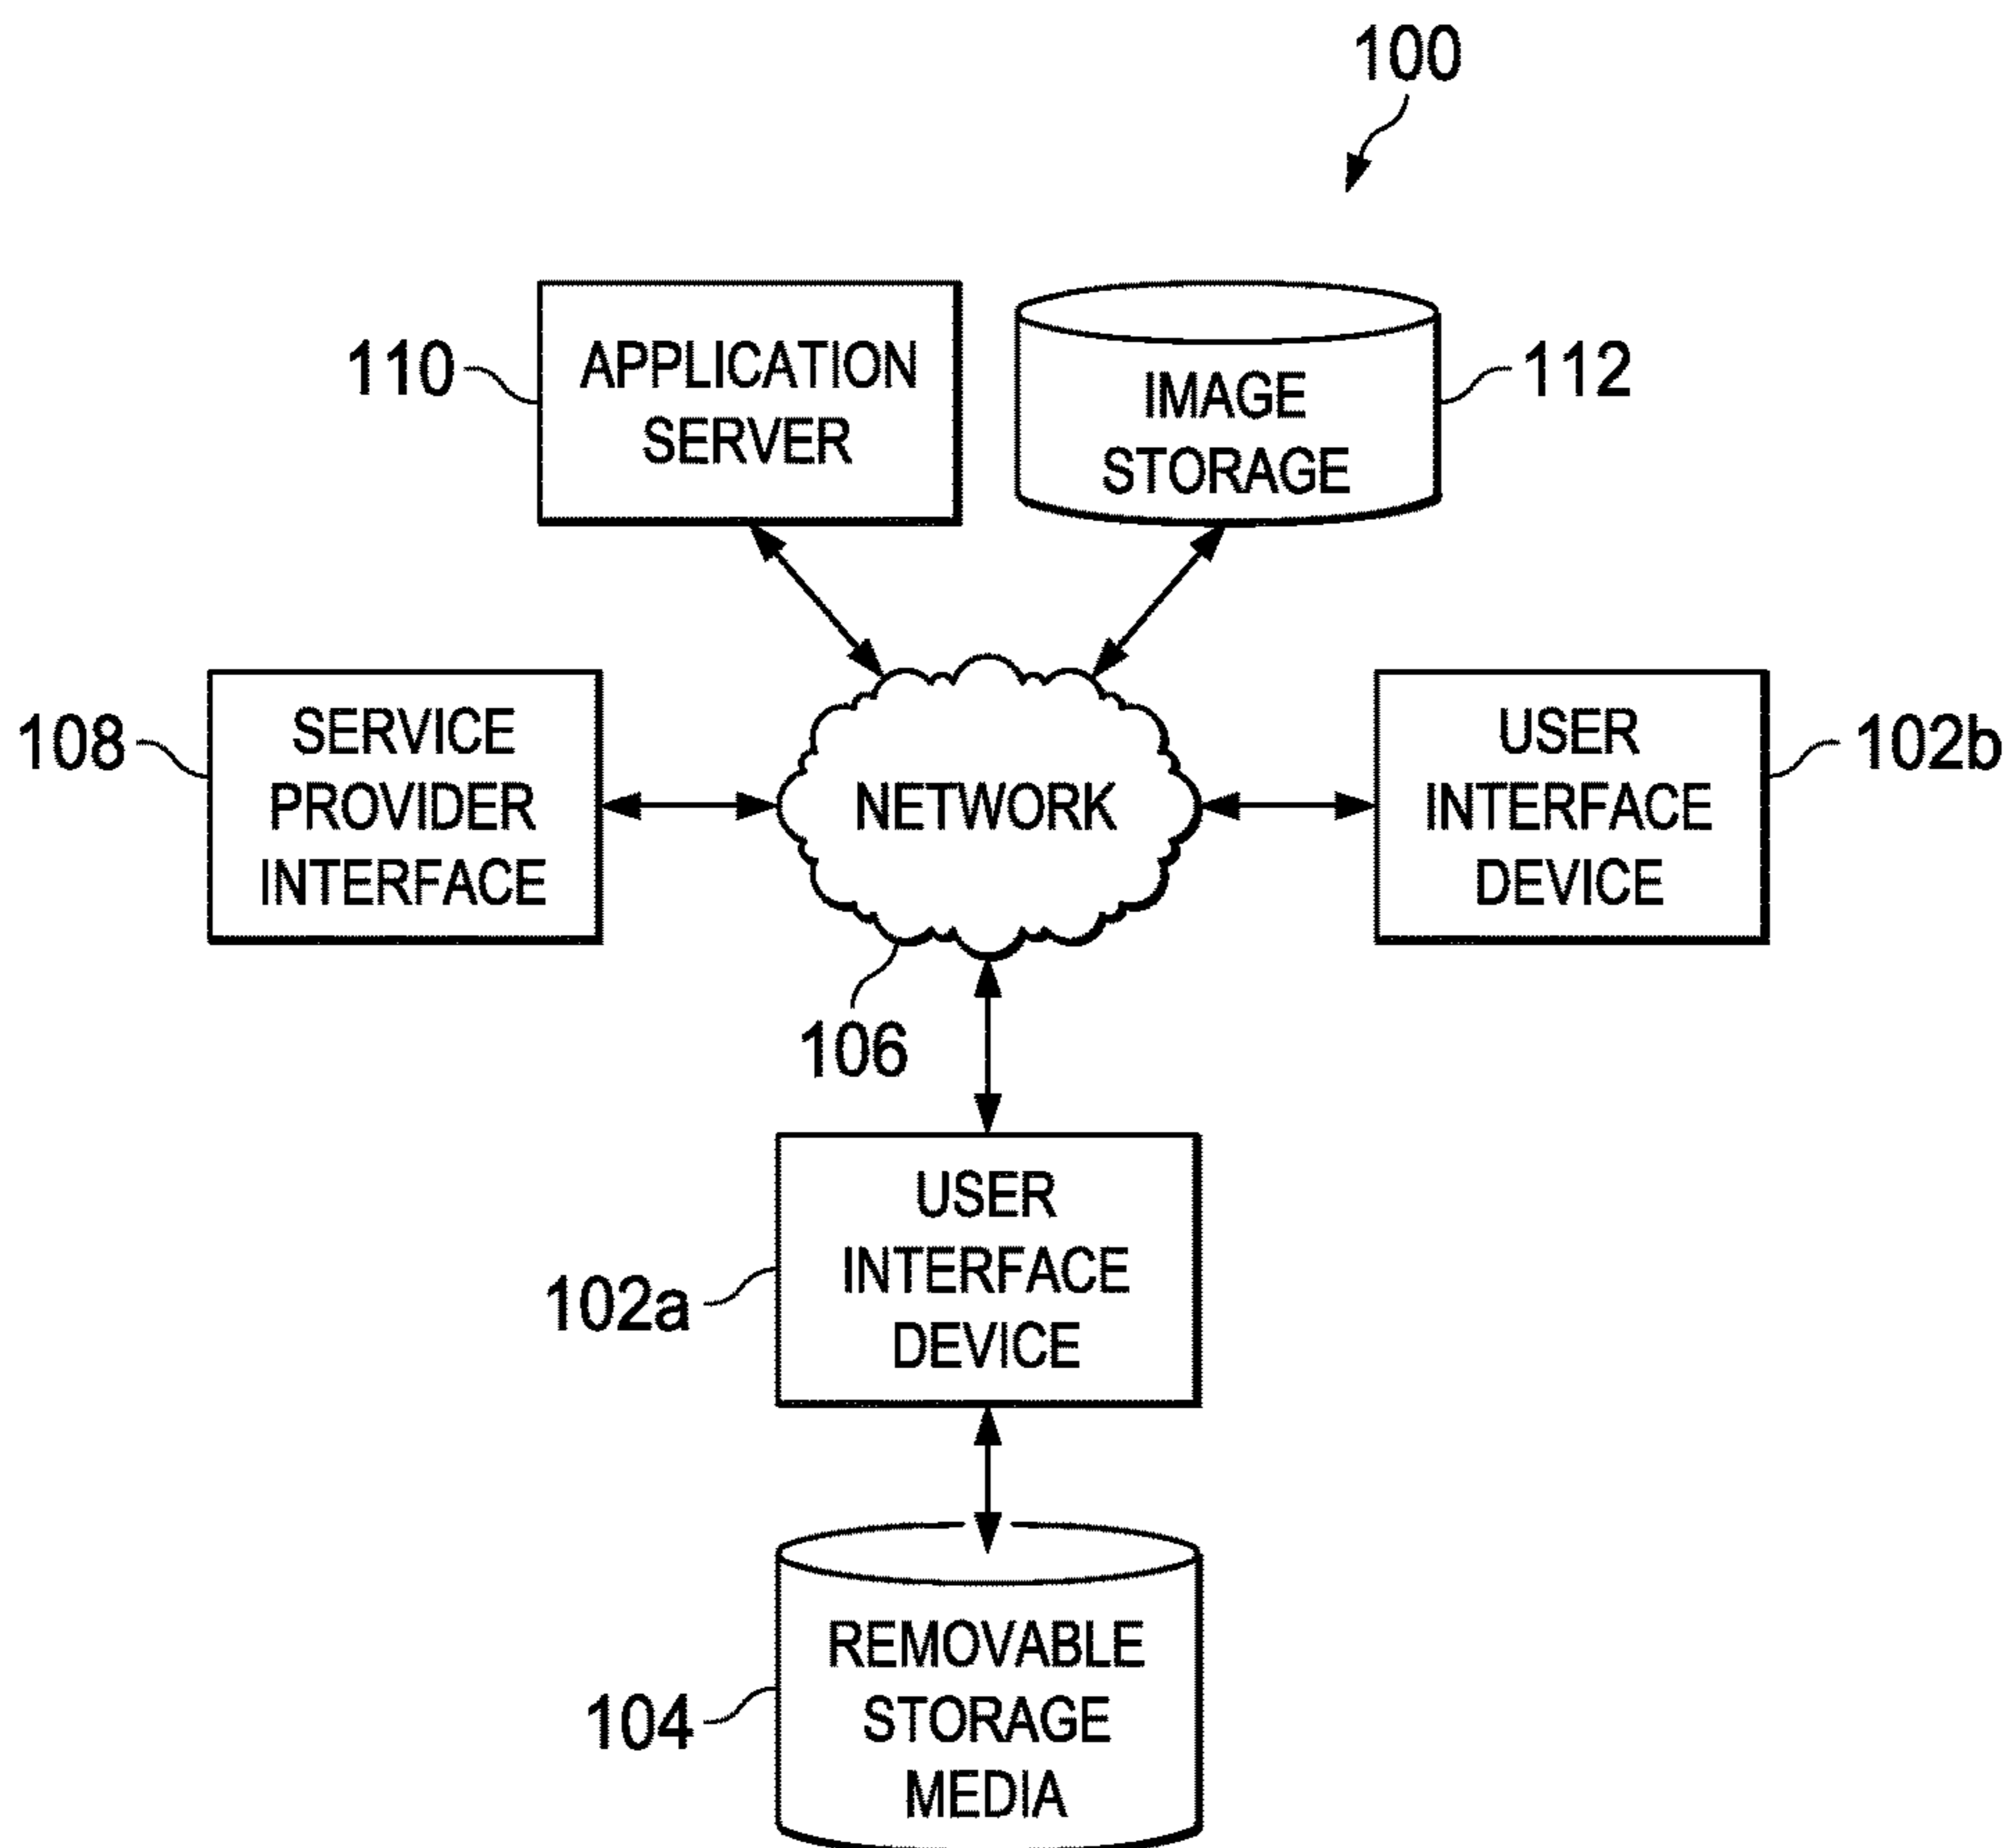 100
110
APPLICATION
SERVER
IMAGE
STORAGE
112
108
SERVICE
PROVIDER
INTERFACE
NETWORK
USER
INTERFACE
DEVICE
102b
106
102a
USER
INTERFACE
DEVICE
104
REMOVABLE
STORAGE
MEDIA